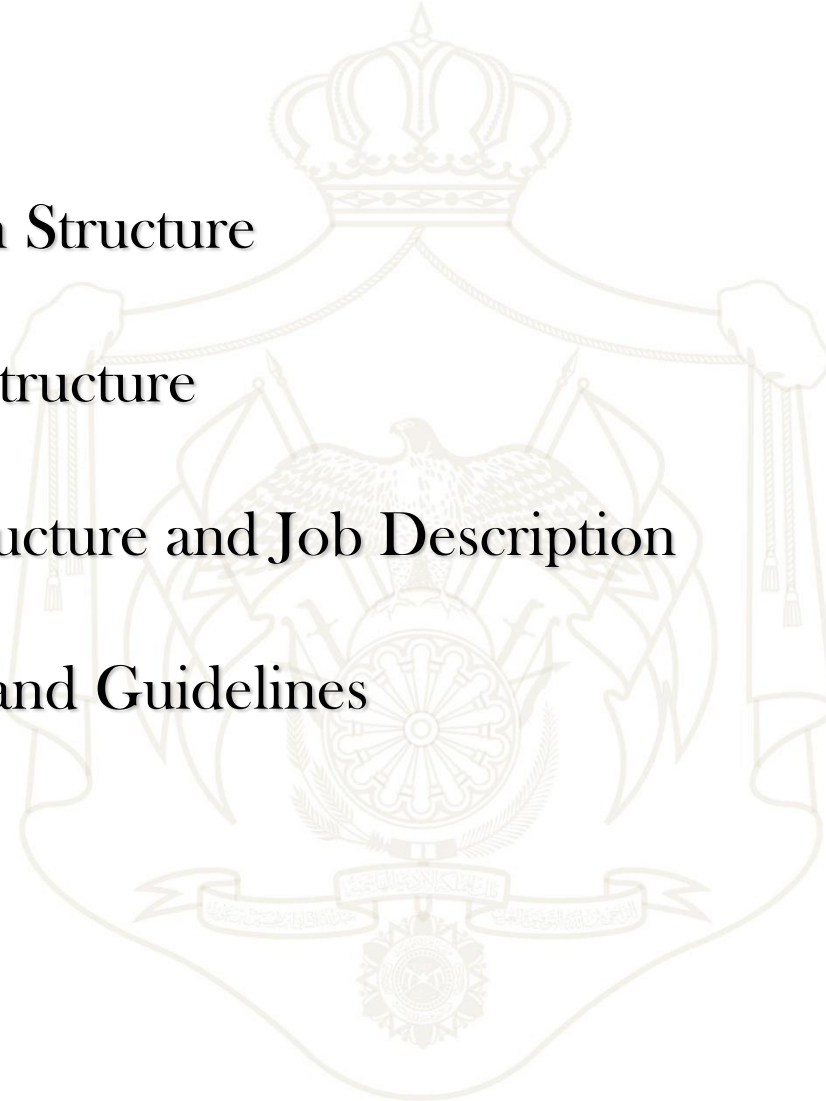 n Structure
tructure
ucture and Job Description
and Guidelines